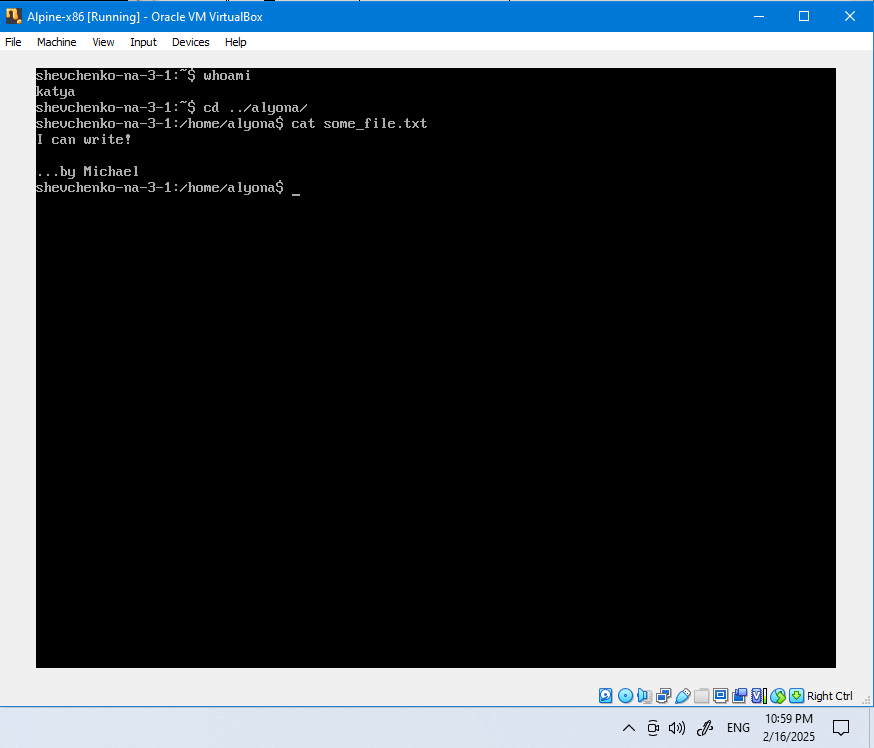 Alpine-x86 [Running] - Oracle VM VirtualBox
File Machine View Input Devices Help
shevchenko-na-3-1:~$ whoami
katya
shevchenko-na-3-1:~$ cd ../alyona/
shevchenko-na-3-1:/home/alyona$ cat some_file.txt
I can write!
...by Michael
shevchenko-na-3-1:/home/alyona$ _
Right Ctrl
ENG
10:59 PM
2/16/2025